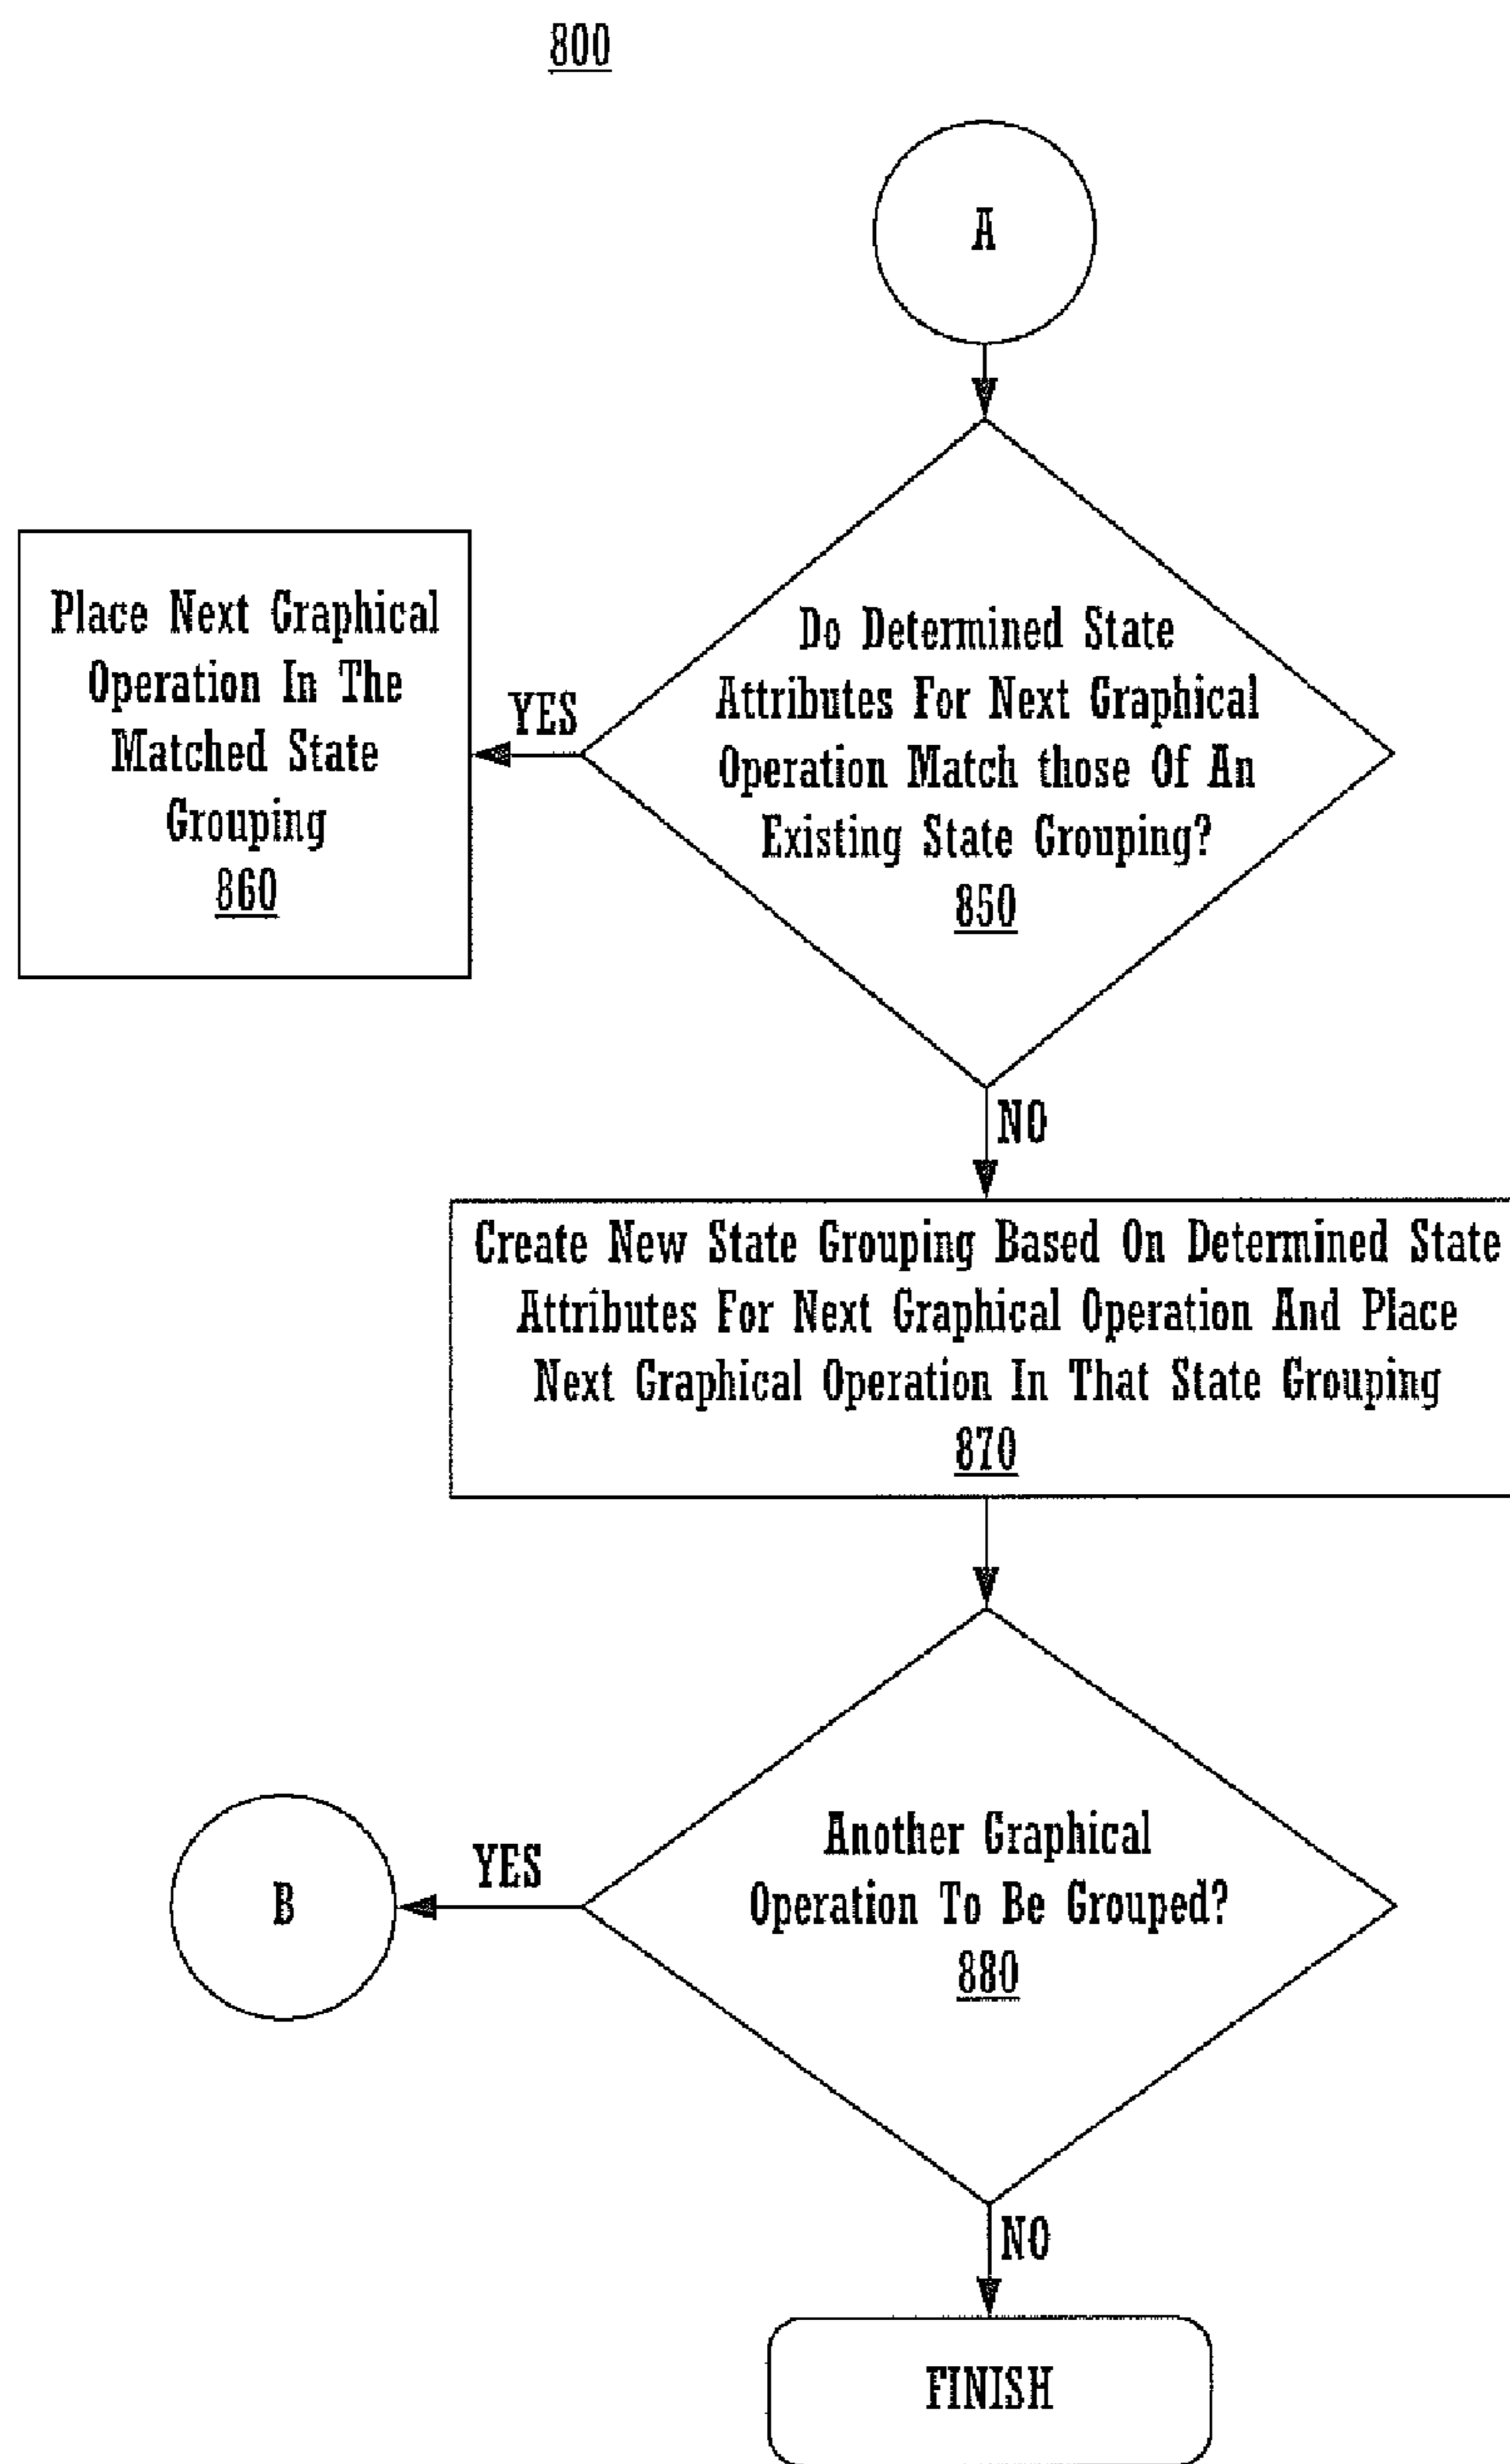 800
A
Do Determined State
Attributes For Next Graphical
Operation Match those Of An
Existing State Grouping?
850
YES
Place Next Graphical
Operation In The
Matched State
Grouping
860
NO
Create New State Grouping Based On Determined State
Attributes For Next Graphical Operation And Place
Next Graphical Operation In That State Grouping
870
Another Graphical
Operation To Be Grouped?
880
YES
B
NO
FINISH